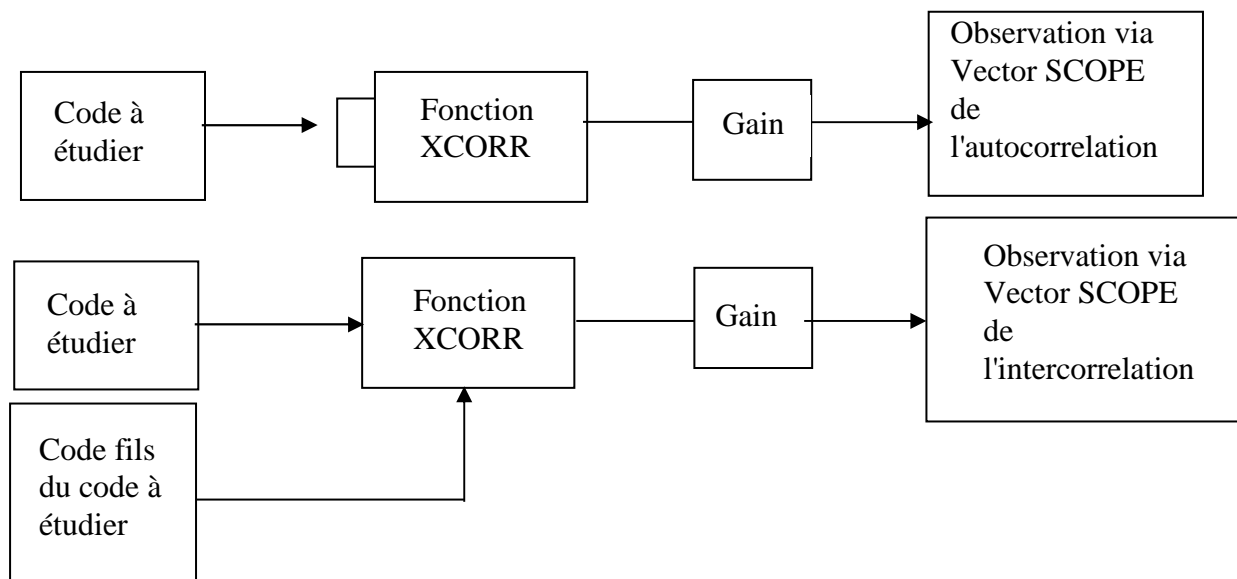 Code à
étudier
Fonction
XCORR
Gain
Observation via
Vector SCOPE
de
l'autocorrelation
Code à
étudier
Fonction
XCORR
Gain
Observation via
Vector SCOPE
de
l'intercorrelation
Code fils
du code à
étudier